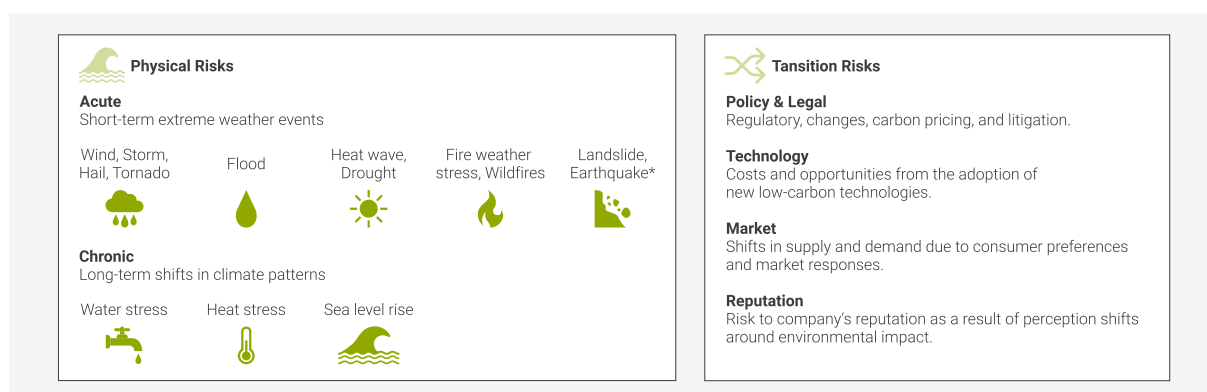 Physical Risks
Acute
Short-term extreme weather events
Wind, Storm,
Hail, Tornado
Flood
Heat wave,
Drought
Fire weather
stress, Wildfires
Landslide,
Earthquake*
Chronic
Long-term shifts in climate patterns
Water stress
Heat stress
Sea level rise
Tansition Risks
Policy & Legal
Regulatory, changes, carbon pricing, and litigation.
Technology
Costs and opportunities from the adoption of
new low-carbon technologies.
Market
Shifts in supply and demand due to consumer preferences
and market responses.
Reputation
Risk to company's reputation as a result of perception shifts
around environmental impact.